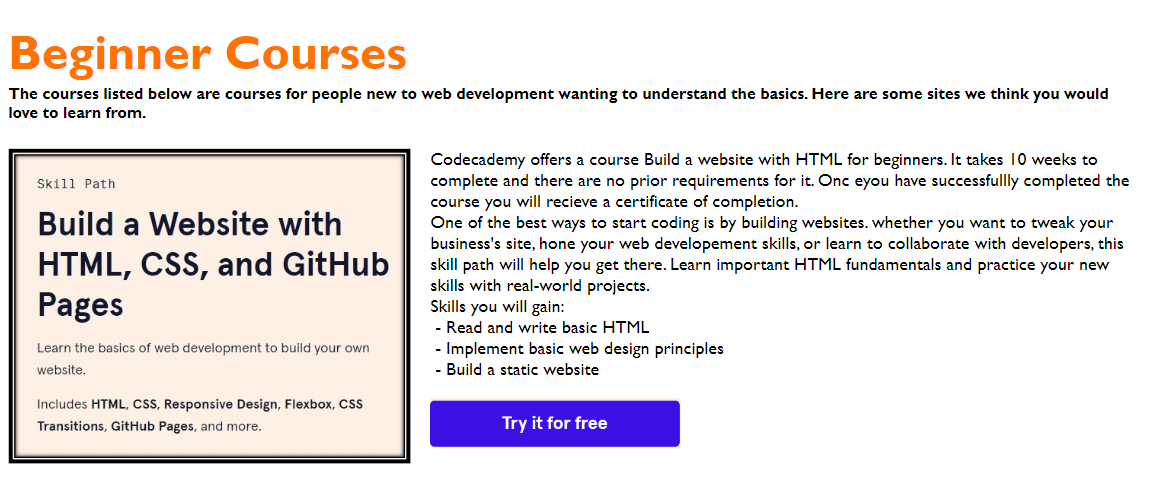 Beginner Courses
The courses listed below are courses for people new to web development wanting to understand the basics. Here are some sites we think you would
love to learn from.
Skill Path
Build a Website with
HTML, CSS, and GitHub
Pages
Learn the basics of web development to build your own
website.
Includes HTML, CSS, Responsive Design, Flexbox, CSS
Transitions, GitHub Pages, and more.
Codecademy offers a course Build a website with HTML for beginners. It takes 10 weeks to
complete and there are no prior requirements for it. Onc eyou have successfullly completed the
course you will recieve a certificate of completion.
One of the best ways to start coding is by building websites. whether you want to tweak your
business's site, hone your web developement skills, or learn to collaborate with developers, this
skill path will help you get there. Learn important HTML fundamentals and practice your new
skills with real-world projects.
Skills you will gain:
- Read and write basic HTML
- Implement basic web design principles
- Build a static website
Try it for free